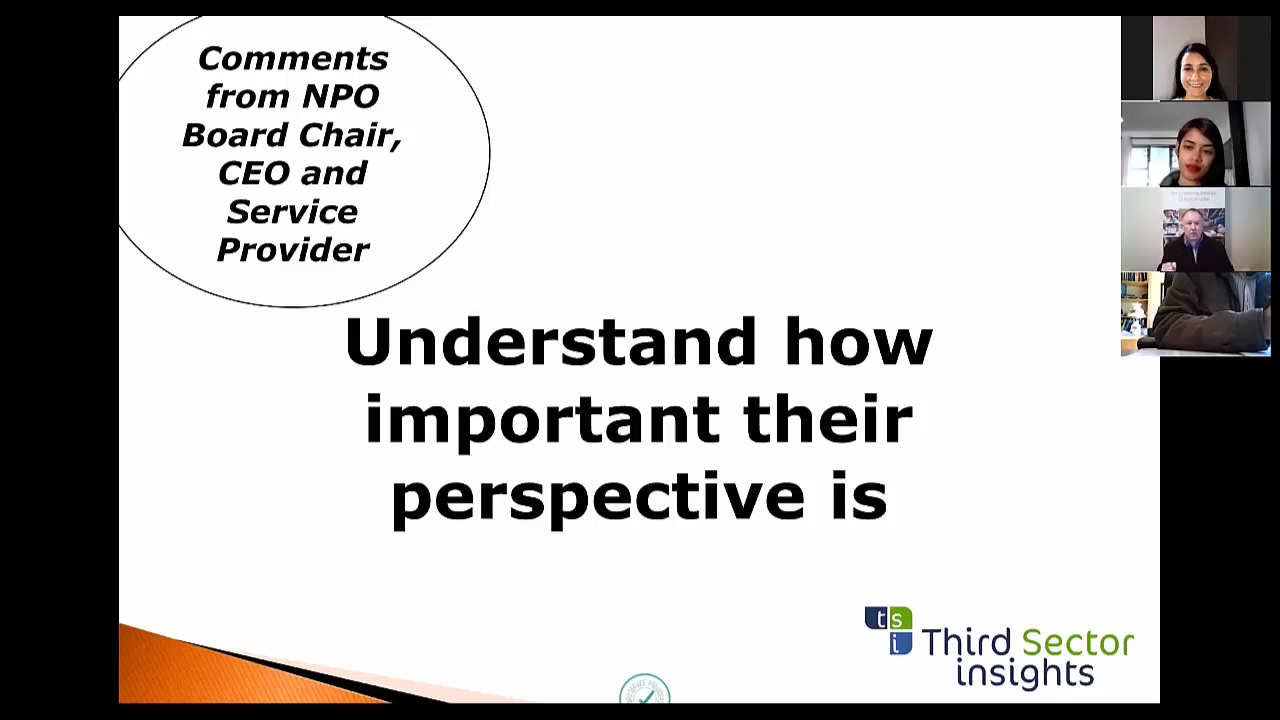 Comments
from NPO
Board Chair,
CEO and
Service
Provider
Understand how
important their
perspective is
ts
i
Third Sector
insights